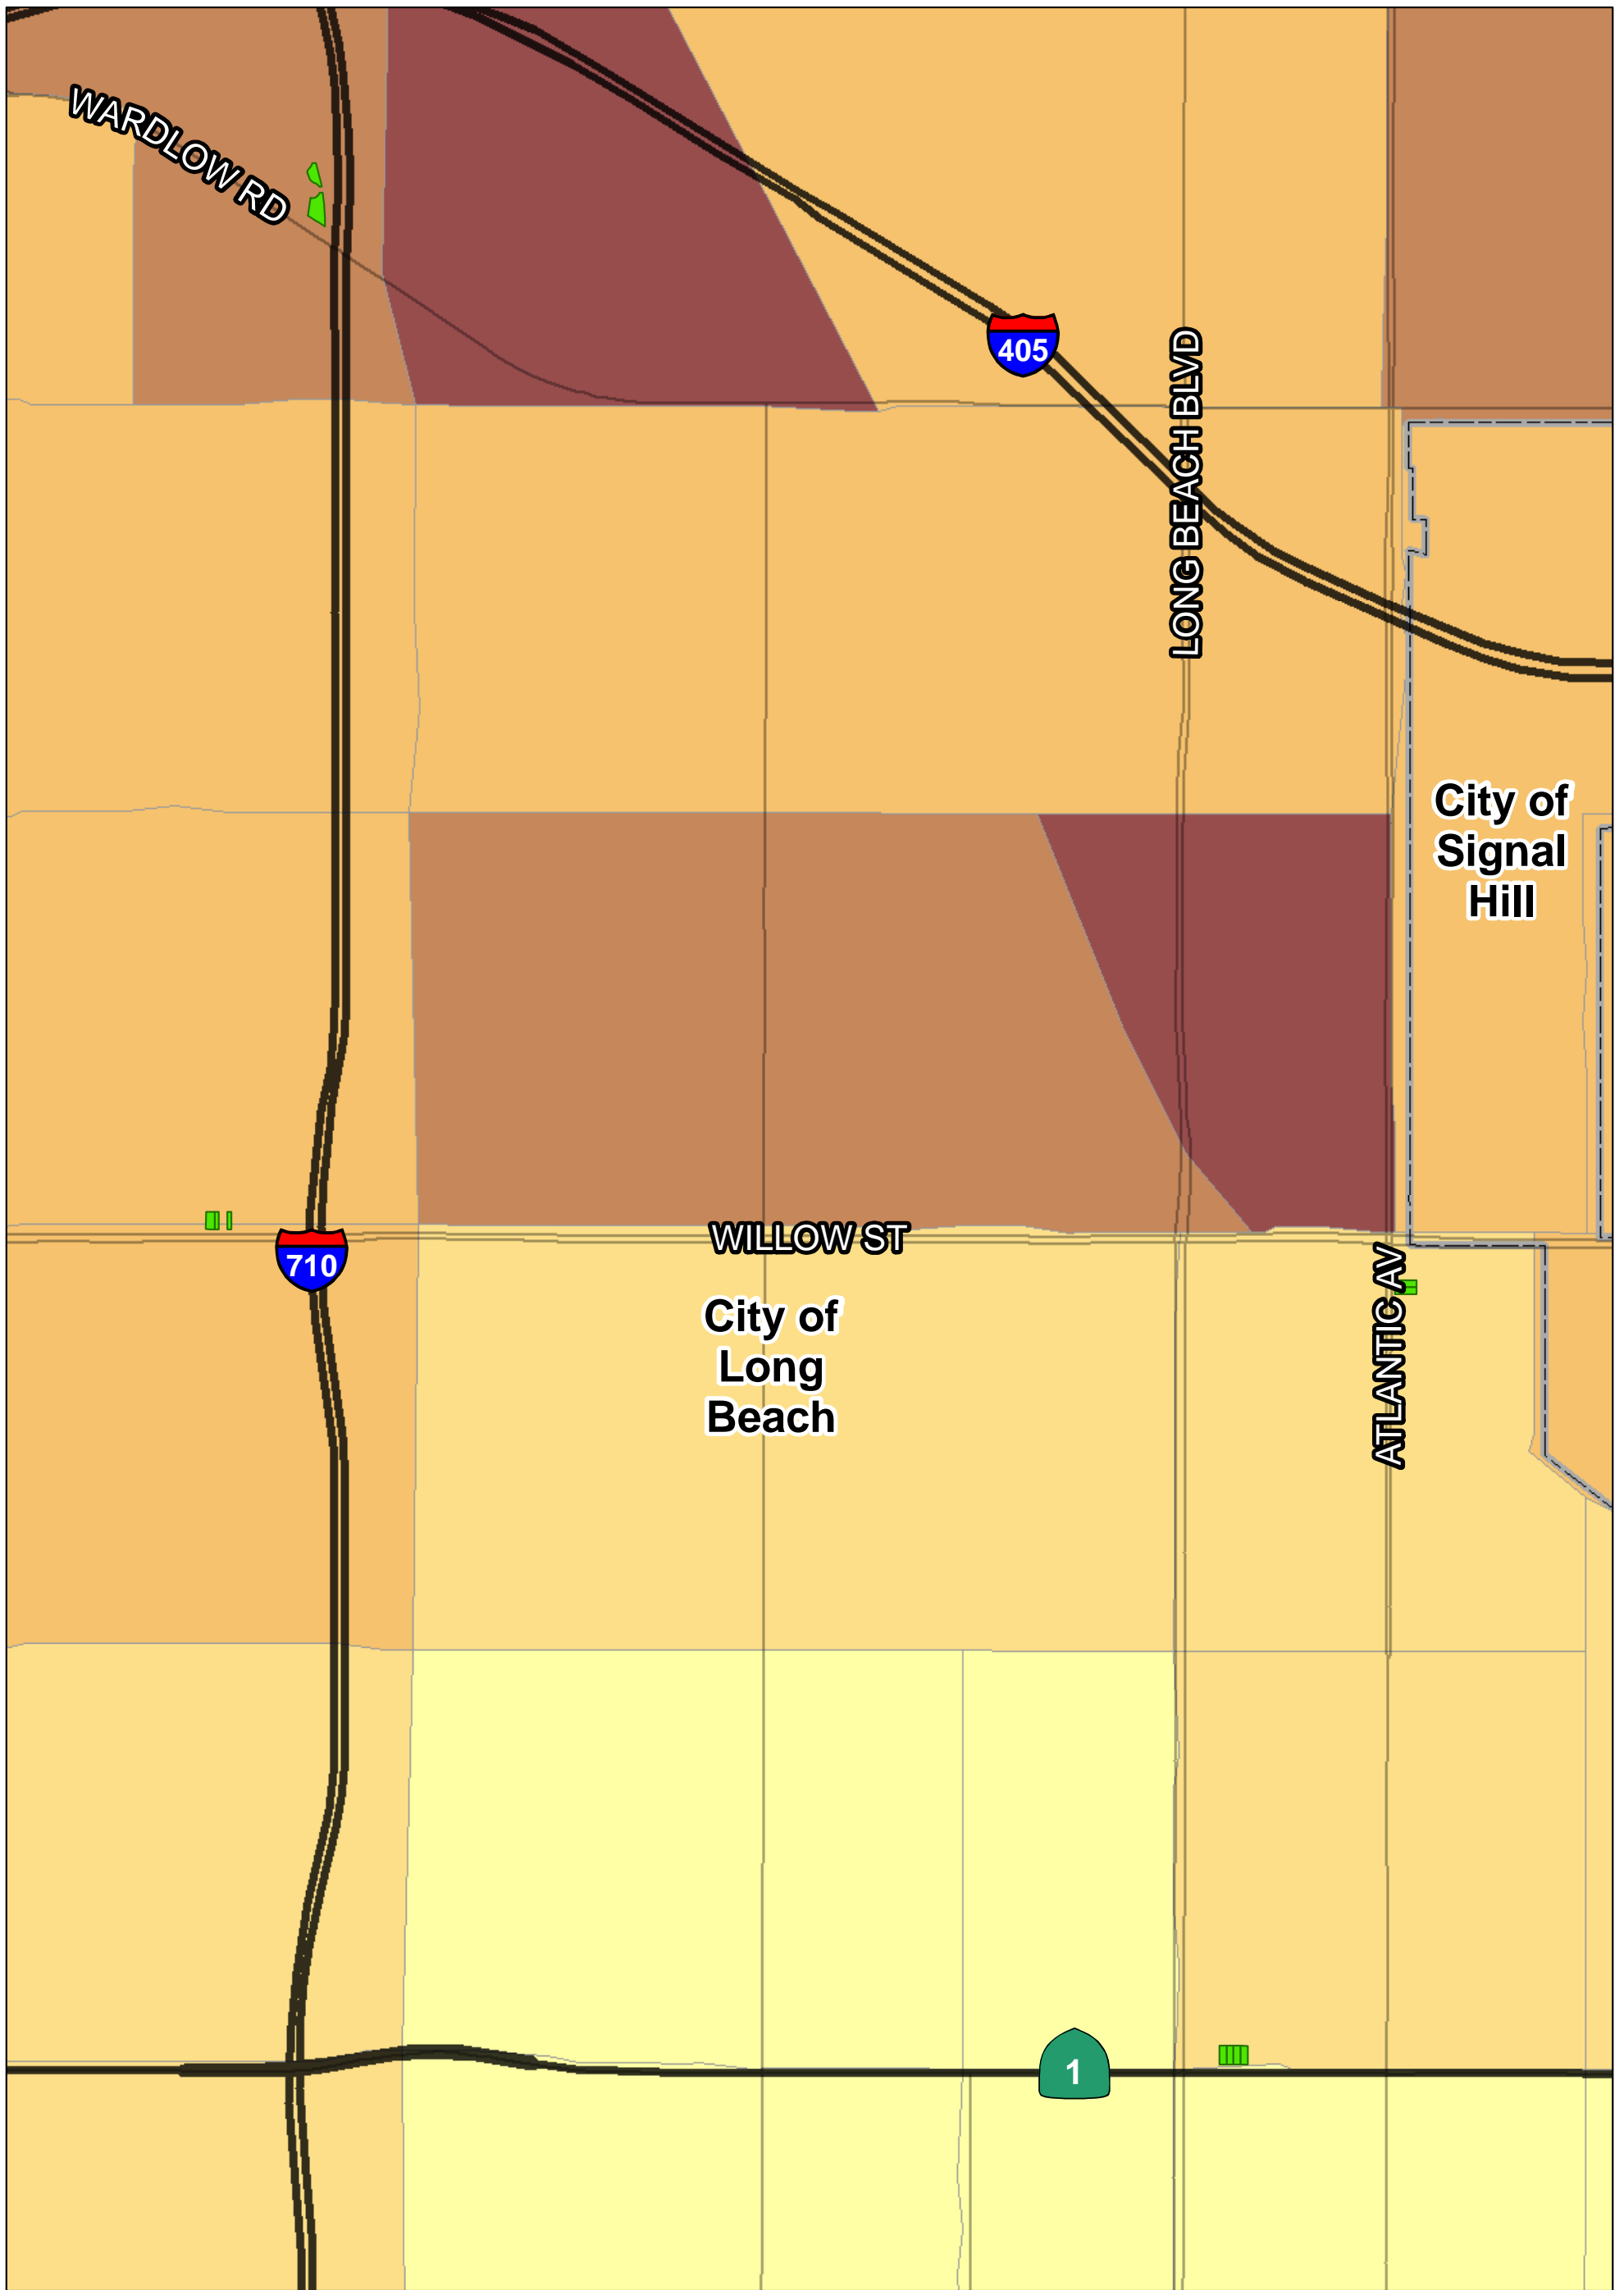 WARDLOW RD
405
LONG BEACH BLVD
City of
Signal
Hill
WILLOW ST
710
City of
Long
Beach
ATLANTIC AV
1